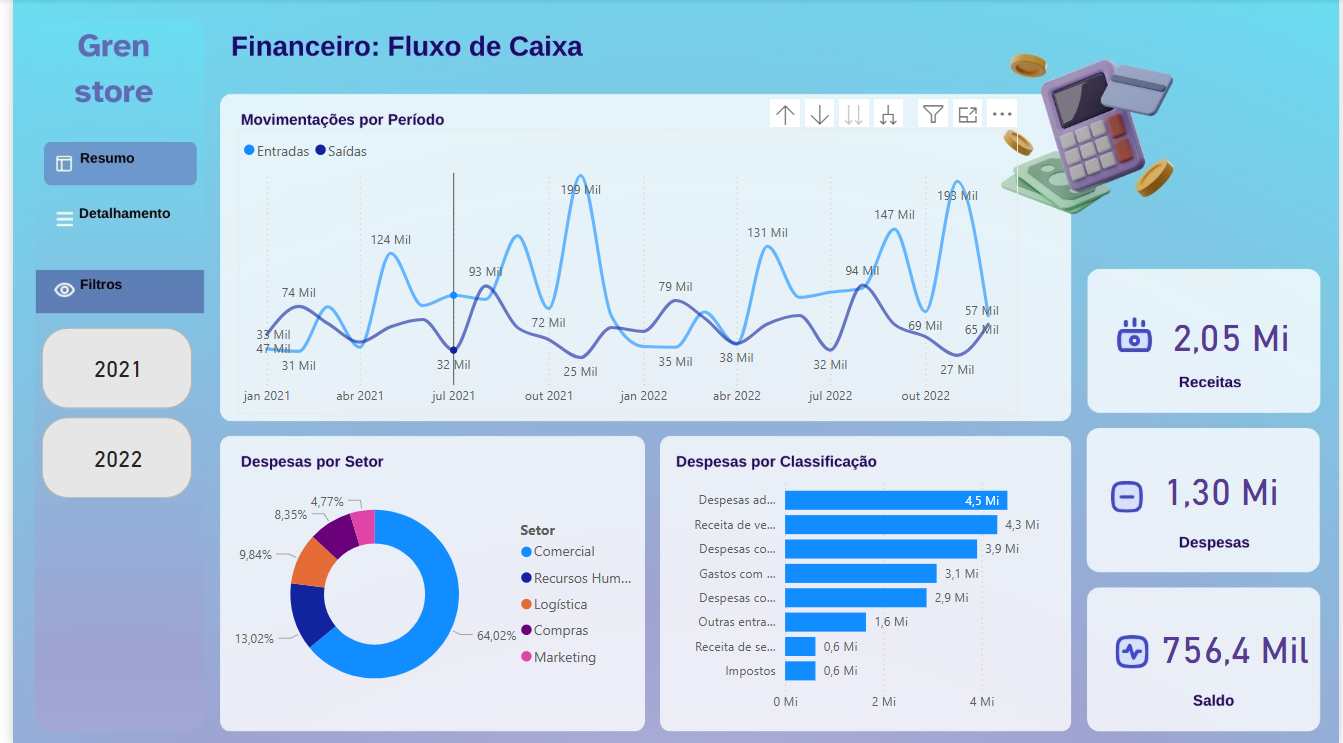 Gren
store
Resumo
Detalhamento
Filtros
2021
2022
Financeiro: Fluxo de Caixa
Movimentações por Período
Entradas Saídas
199 Mil
193 Mil
147 Mil
131 Mil
124 Mil
94 Mil
93 Mil
79 Mil
74 Mil
57 Mil
72 Mil
69 Mil
65 Mil
33 Mil
47 Mil
31 Mil
32 Mil
25 Mil
35 Mil
38 Mil
32 Mil
27 Mil
jan 2021 abr 2021 jul 2021 out 2021 jan 2022 abr 2022 jul 2022 out 2022
Despesas por Setor
4,77%
8,35%
9,84%
13,02%
64,02%
Setor
Comercial
Recursos Hum...
Logística
Compras
Marketing
Despesas por Classificação
Despesas ad... 4,5 Mi
Receita de ve... 4,3 Mi
Despesas co... 3,9 Mi
Gastos com ... 3,1 Mi
Despesas co... 2,9 Mi
Outras entra... 1,6 Mi
Receita de se... 0,6 Mi
Impostos 0,6 Mi
0 Mi 2 Mi 4 Mi
2,05 Mi
Receitas
1,30 Mi
Despesas
756,4 Mil
Saldo